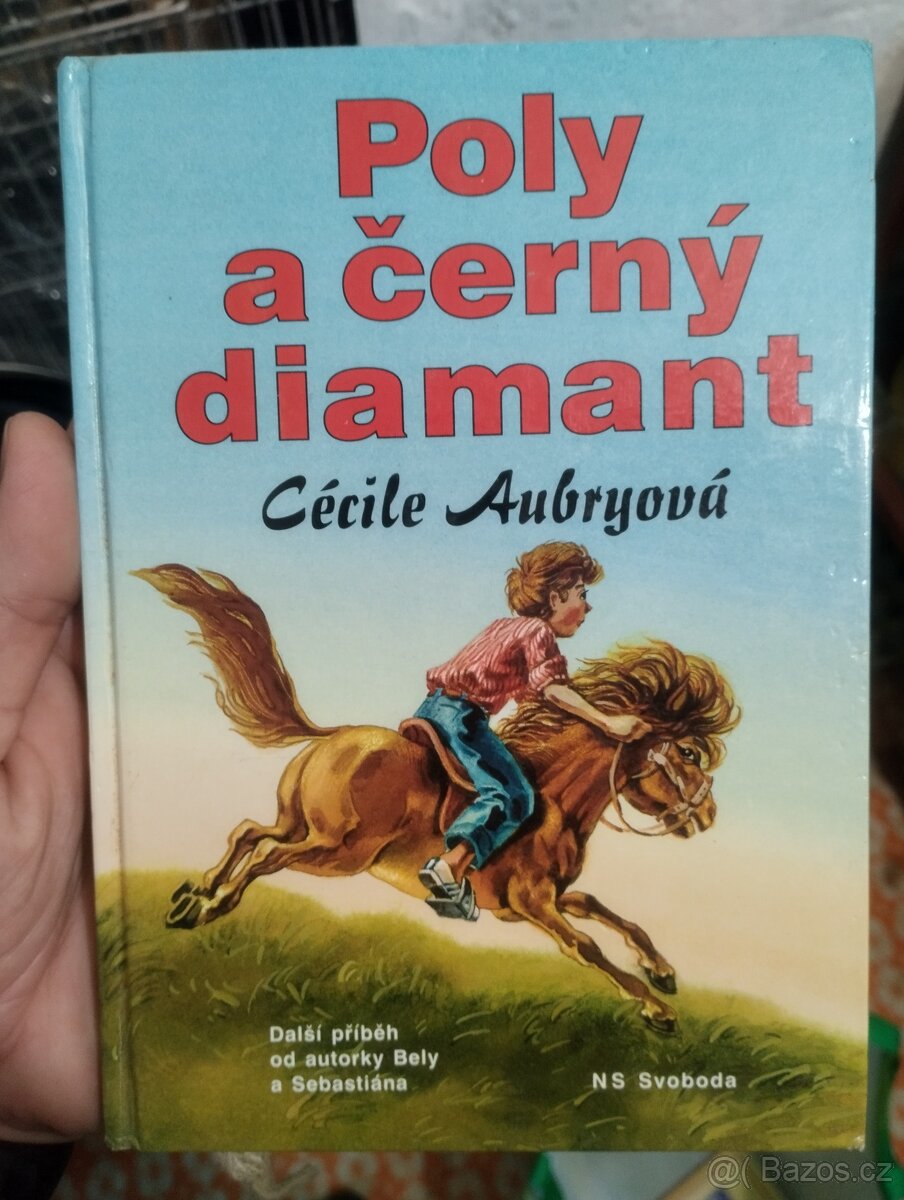 Poly
a černý
diamant
Cécile Aubryová
Další příběh
od autorky Bely
a Sebastiána
NS Svoboda
@( Bazos.cz